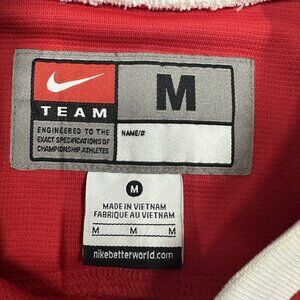 TEAM
ENGINEERED TO THE
EXACT SPECIFICATIONS OF
CHAMPIONSHIP ATHLETES
M
NAME/#
M
MADE IN VIETNAM
FABRIQUÉ AU VIETNAM
M M M
nikebetterworld.com